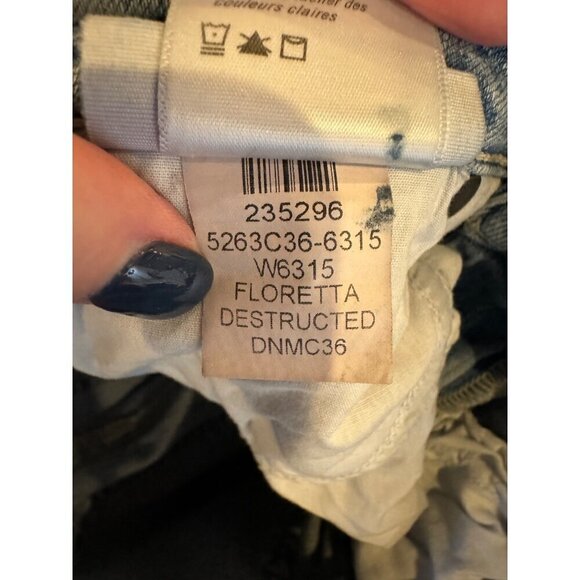 couleurs claires
235296
5263C36-6315
W6315
FLORETTA
DESTRUCTED
DNMC36